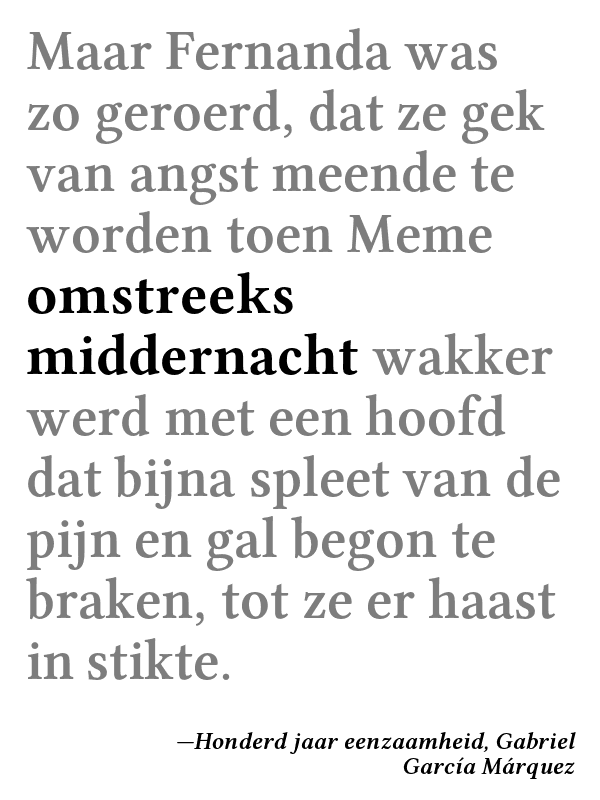 Maar Fernanda was
zo geroerd, dat ze gek
van angst meende te
worden toen Meme
omstreeks
middernacht wakker
werd met een hoofd
dat bijna spleet van de
pijn en gal begon te
braken, tot ze er haast
in stikte.
—Honderd jaar eenzaamheid, Gabriel
García Márquez